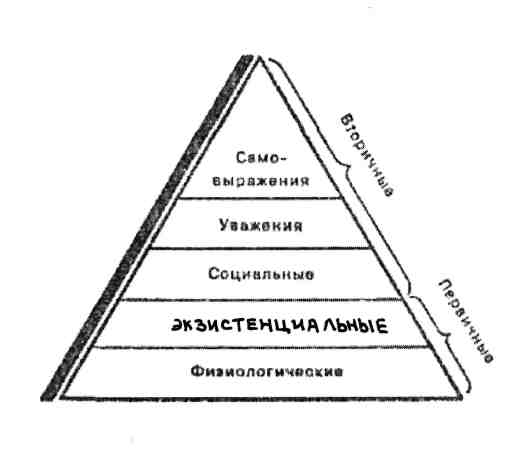 Само-
выражения
Уважения
Социальные
ЭКЗИСТЕНЦИАЛЬНЫЕ
Физиологические
Вторичные
Первичные